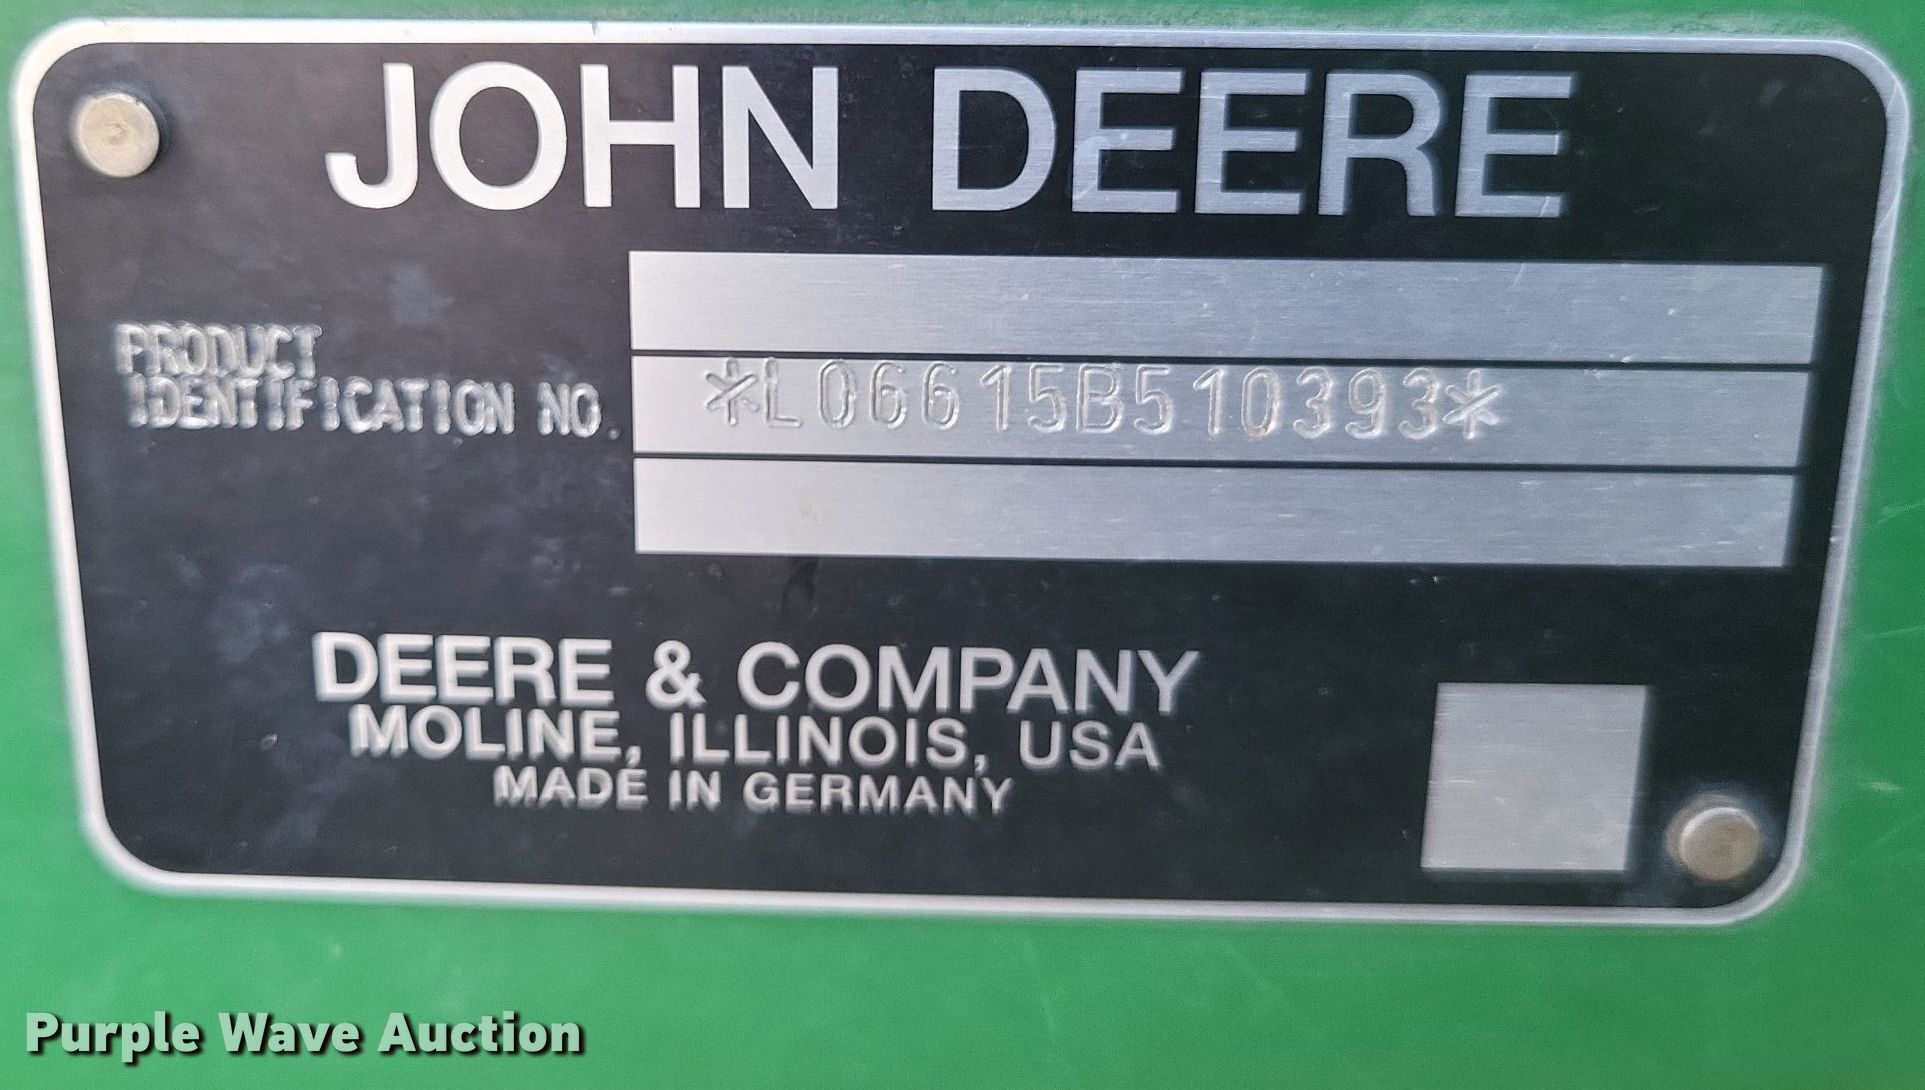 JOHN DEERE
PRODUCT
IDENTIFICATION NO.
*L06615B510393*
DEERE & COMPANY
MOLINE, ILLINOIS, USA
MADE IN GERMANY
Purple Wave Auction